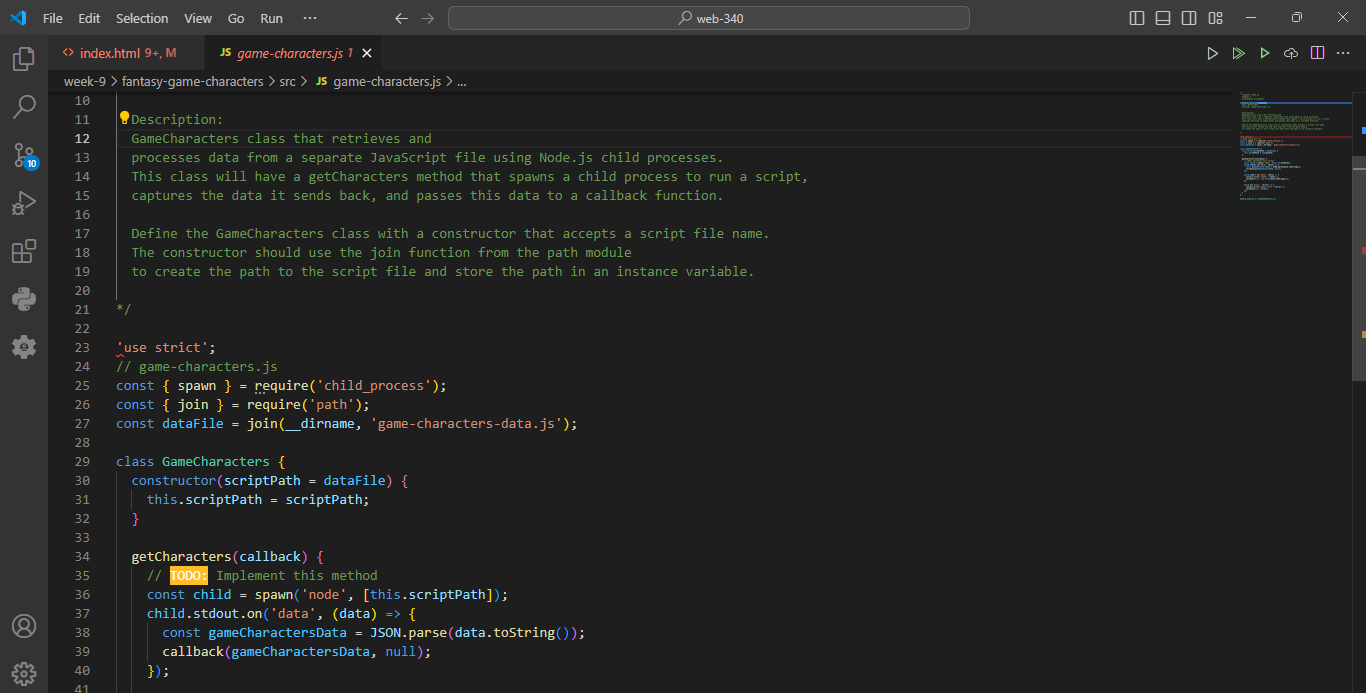 File Edit Selection View Go Run ··· web-340
index.html 9+, M JS game-characters.js 1
week-9 > fantasy-game-characters > src > JS game-characters.js > ...
10
11 Description:
12 GameCharacters class that retrieves and
13 processes data from a separate JavaScript file using Node.js child processes.
14 This class will have a getCharacters method that spawns a child process to run a script,
15 captures the data it sends back, and passes this data to a callback function.
16
17 Define the GameCharacters class with a constructor that accepts a script file name.
18 The constructor should use the join function from the path module
19 to create the path to the script file and store the path in an instance variable.
20
21 */
22
23 'use strict';
24 // game-characters.js
25 const { spawn } = require('child_process');
26 const { join } = require('path');
27 const dataFile = join(__dirname, 'game-characters-data.js');
28
29 class GameCharacters {
30 constructor(scriptPath = dataFile) {
31 this.scriptPath = scriptPath;
32 }
33
34 getCharacters(callback) {
35 // TODO: Implement this method
36 const child = spawn('node', [this.scriptPath]);
37 child.stdout.on('data', (data) => {
38 const gameCharactersData = JSON.parse(data.toString());
39 callback(gameCharactersData, null);
40 });
41
10